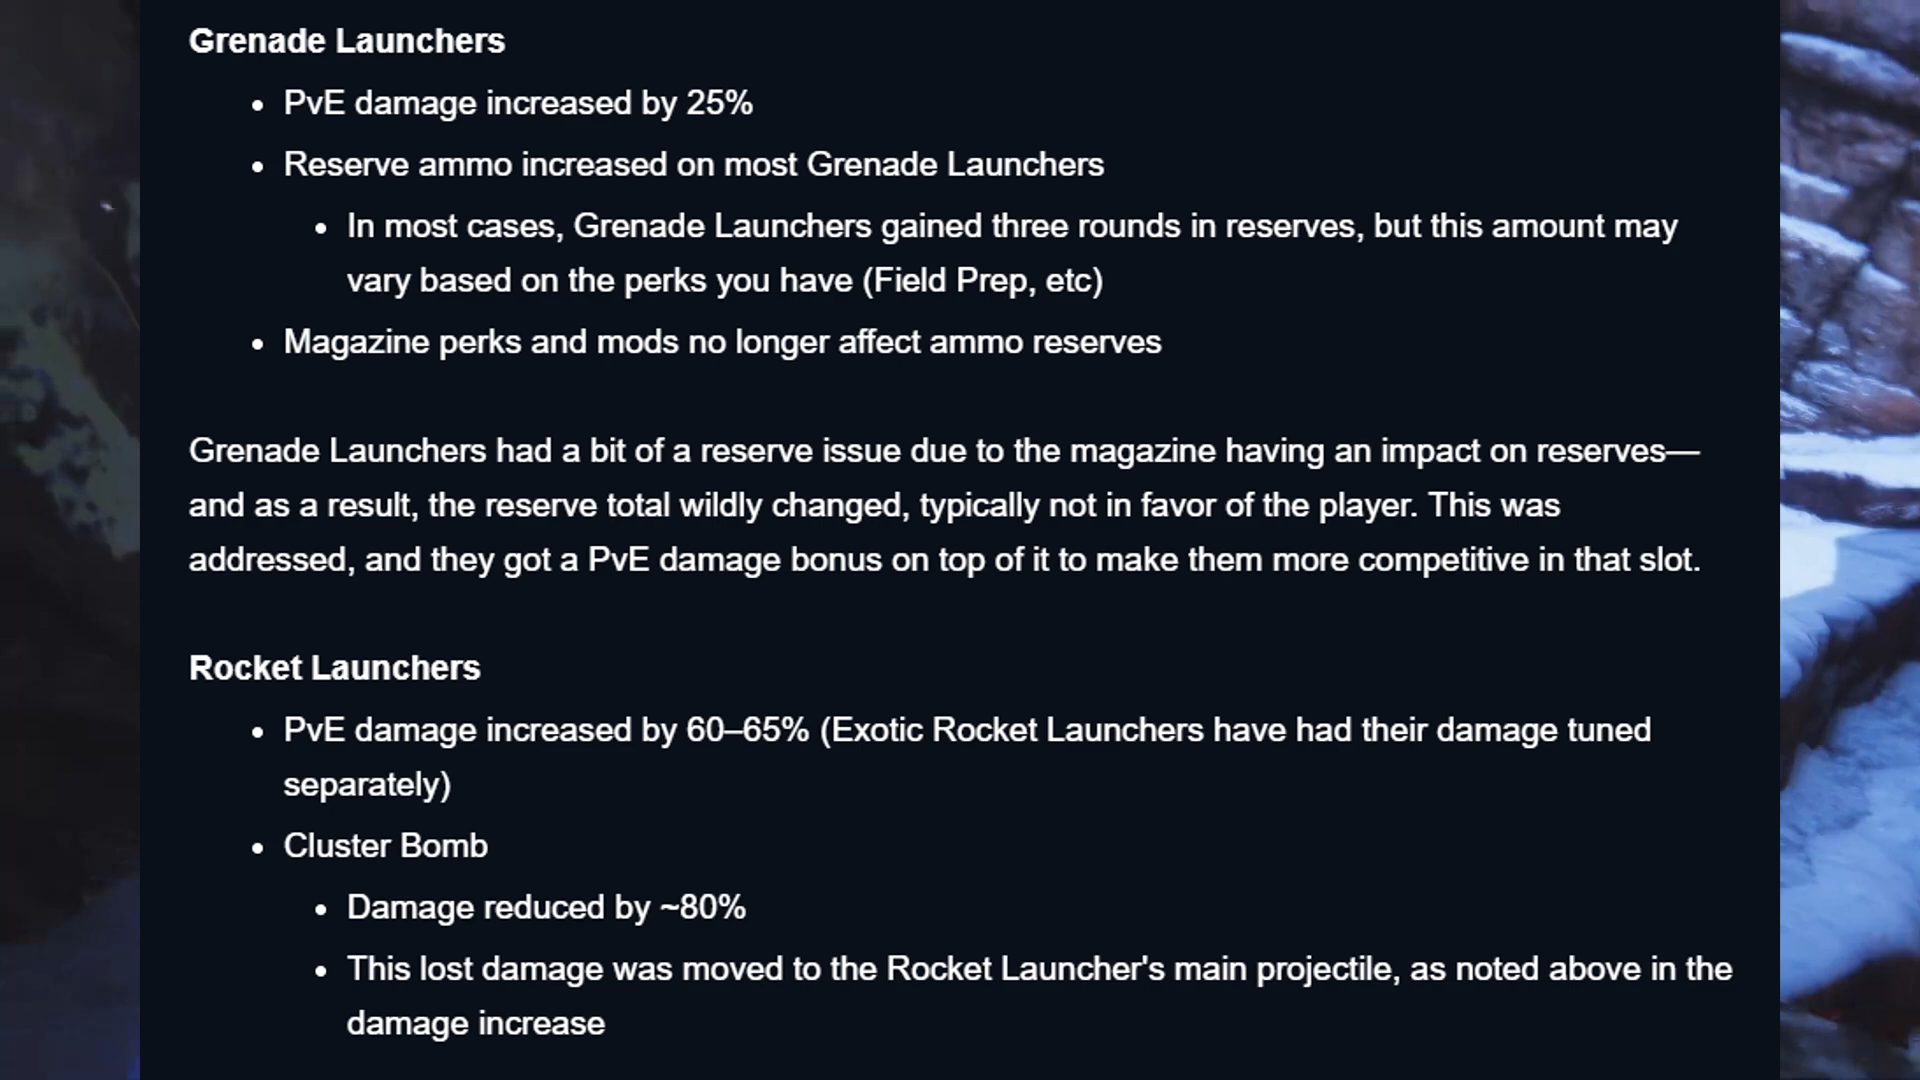 Grenade Launchers
• PvE damage increased by 25%
• Reserve ammo increased on most Grenade Launchers
• In most cases, Grenade Launchers gained three rounds in reserves, but this amount may
vary based on the perks you have (Field Prep, etc)
• Magazine perks and mods no longer affect ammo reserves
Grenade Launchers had a bit of a reserve issue due to the magazine having an impact on reserves—
and as a result, the reserve total wildly changed, typically not in favor of the player. This was
addressed, and they got a PvE damage bonus on top of it to make them more competitive in that slot.
Rocket Launchers
• PvE damage increased by 60–65% (Exotic Rocket Launchers have had their damage tuned
separately)
• Cluster Bomb
• Damage reduced by ~80%
• This lost damage was moved to the Rocket Launcher's main projectile, as noted above in the
damage increase